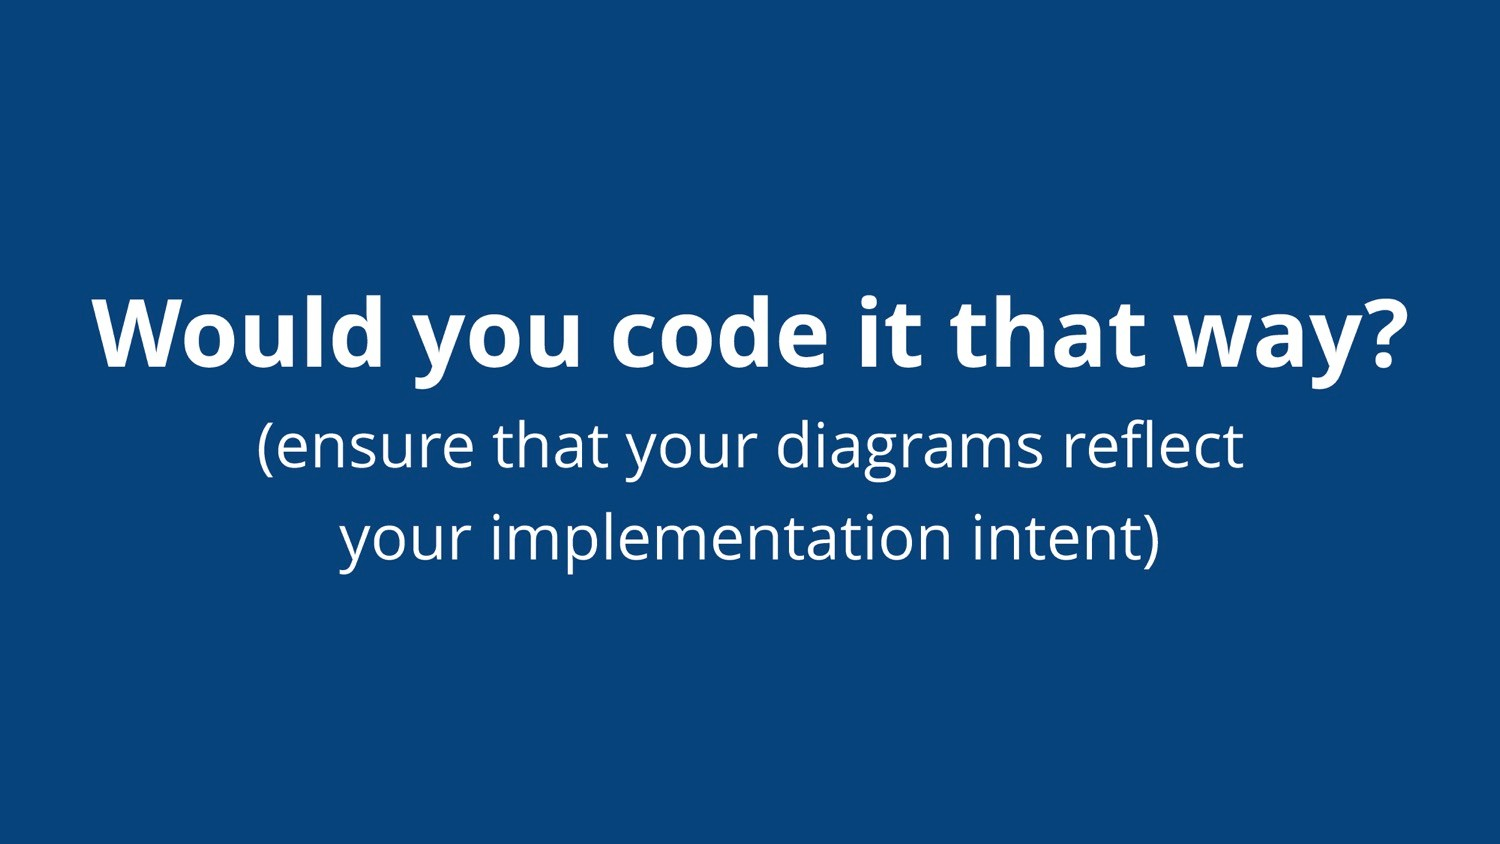 Would you code it that way?
(ensure that your diagrams reflect
your implementation intent)